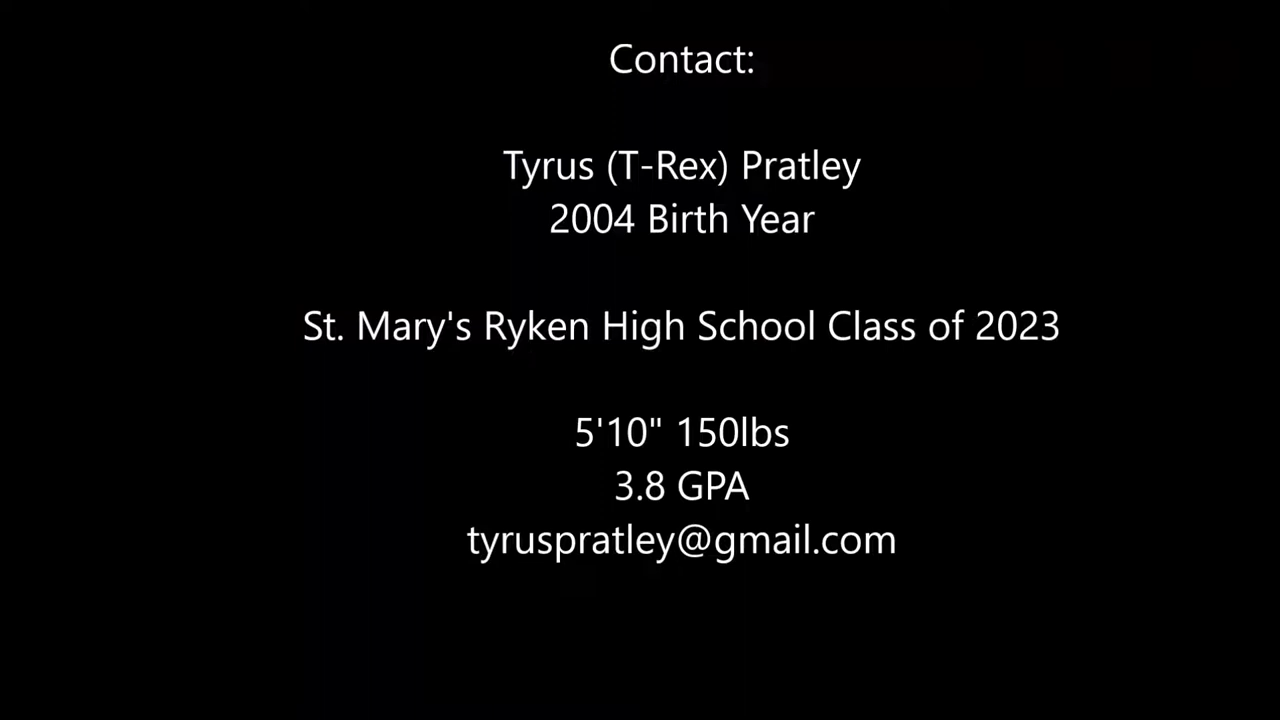 Contact:
Tyrus (T-Rex) Pratley
2004 Birth Year
St. Mary's Ryken High School Class of 2023
5'10" 150lbs
3.8 GPA
tyruspratley@gmail.com